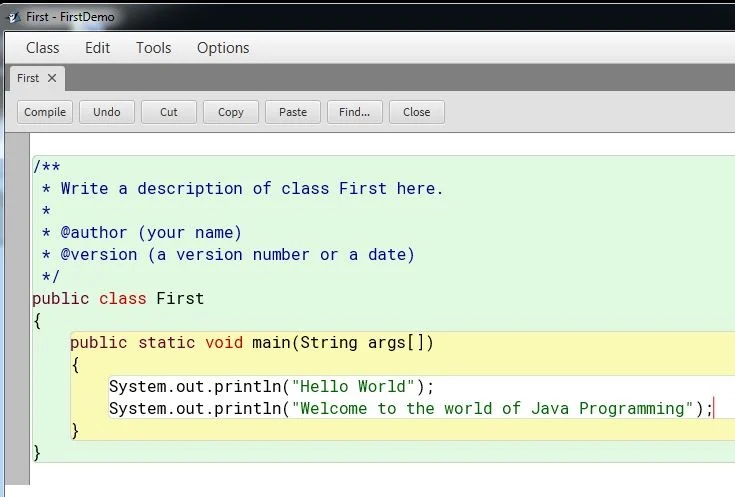 First - FirstDemo
Class Edit Tools Options
First ✕
Compile Undo Cut Copy Paste Find... Close
/**
 * Write a description of class First here.
 *
 * @author (your name)
 * @version (a version number or a date)
 */
public class First
{
    public static void main(String args[])
    {
        System.out.println("Hello World");
        System.out.println("Welcome to the world of Java Programming");
    }
}